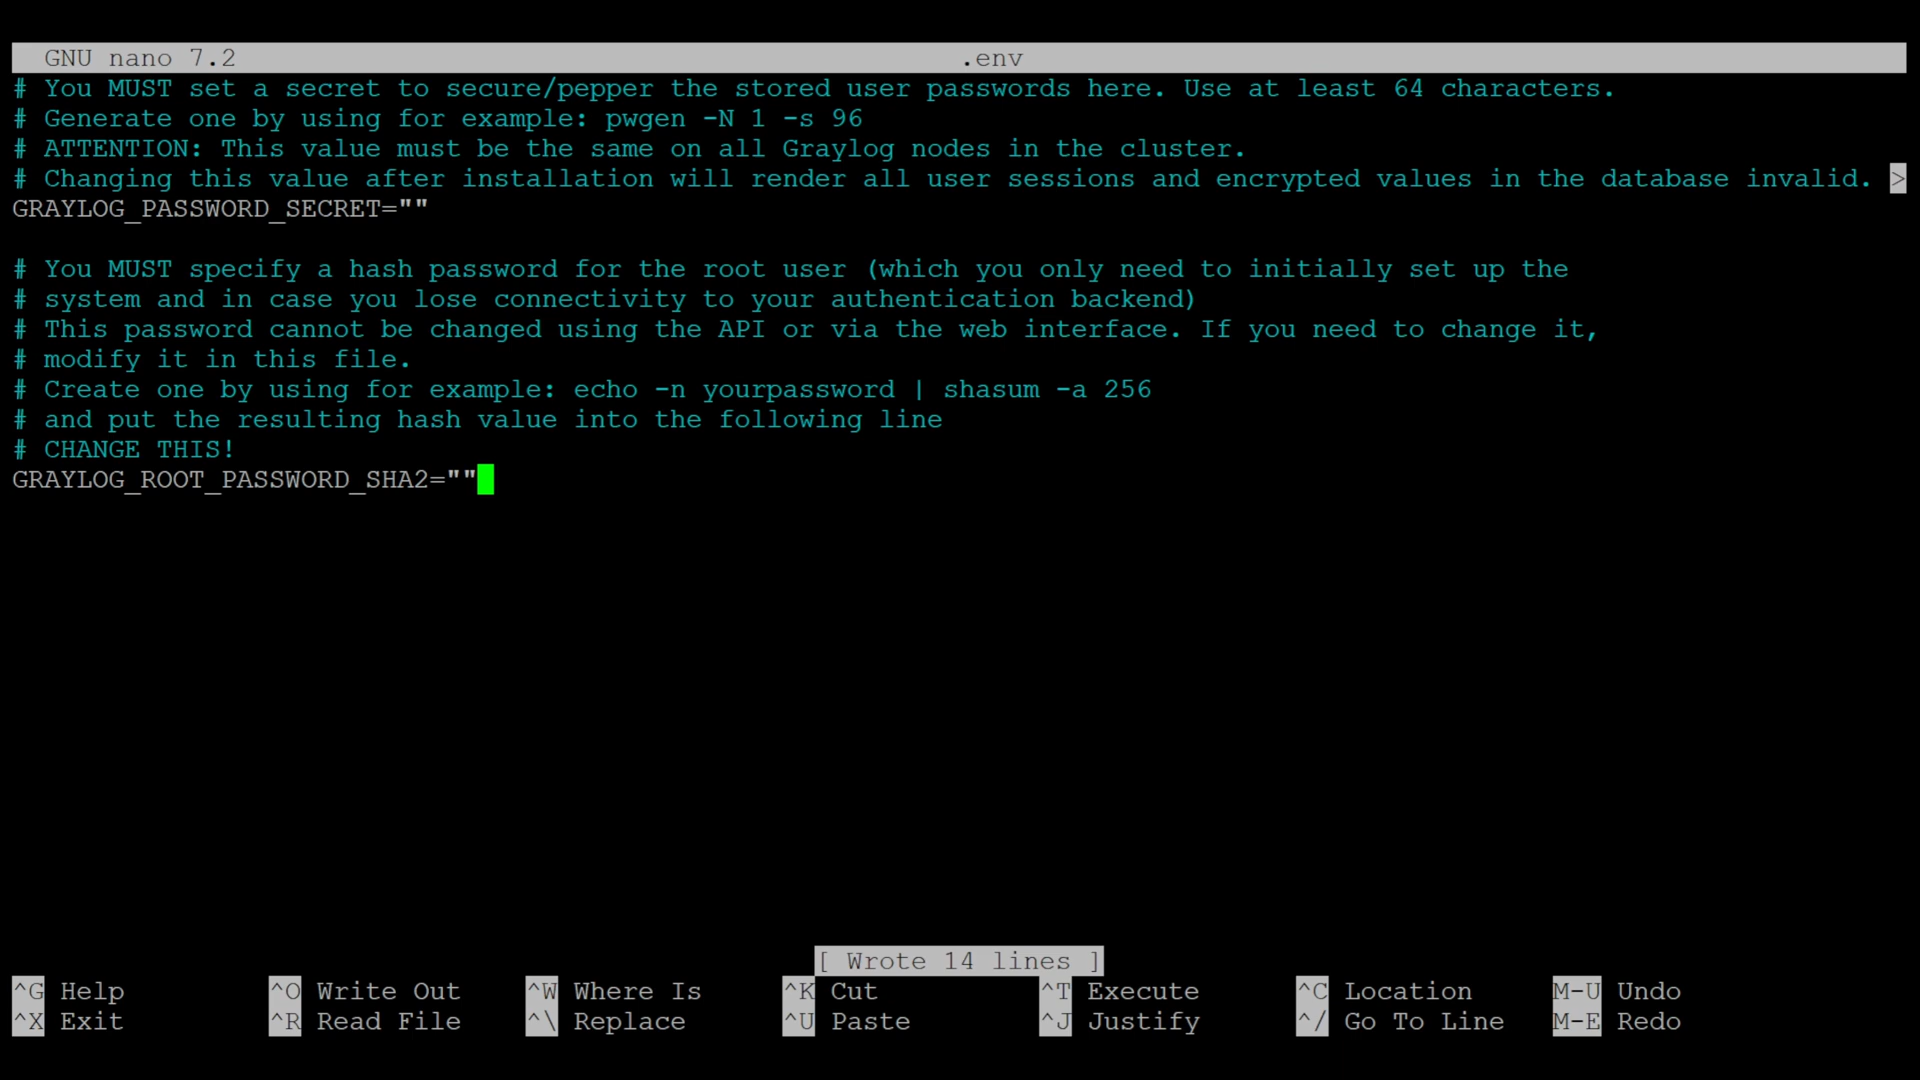 GNU nano 7.2 .env
# You MUST set a secret to secure/pepper the stored user passwords here. Use at least 64 characters.
# Generate one by using for example: pwgen -N 1 -s 96
# ATTENTION: This value must be the same on all Graylog nodes in the cluster.
# Changing this value after installation will render all user sessions and encrypted values in the database invalid. >
GRAYLOG_PASSWORD_SECRET=""
# You MUST specify a hash password for the root user (which you only need to initially set up the
# system and in case you lose connectivity to your authentication backend)
# This password cannot be changed using the API or via the web interface. If you need to change it,
# modify it in this file.
# Create one by using for example: echo -n yourpassword | shasum -a 256
# and put the resulting hash value into the following line
# CHANGE THIS!
GRAYLOG_ROOT_PASSWORD_SHA2=""
[ Wrote 14 lines ]
^G Help ^O Write Out ^W Where Is ^K Cut ^T Execute ^C Location M-U Undo
^X Exit ^R Read File ^\ Replace ^U Paste ^J Justify ^/ Go To Line M-E Redo